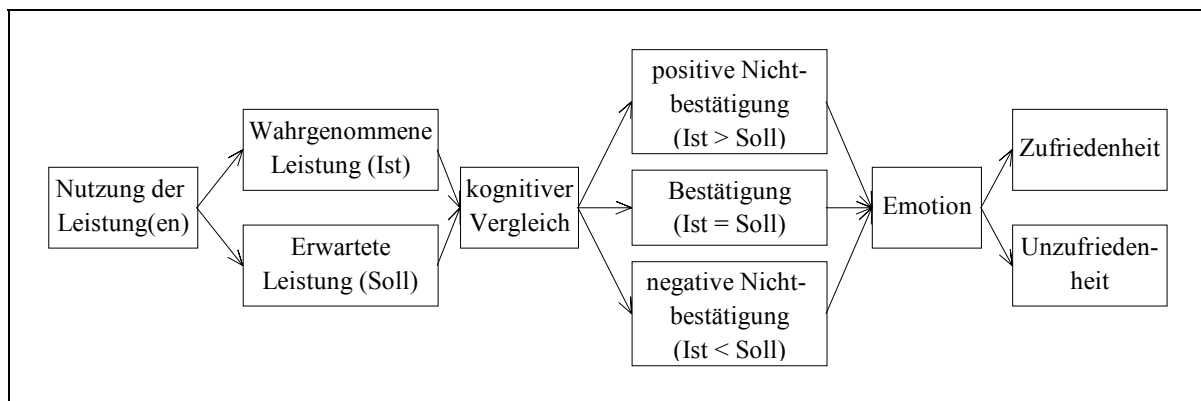 Nutzung der
Leistung(en)
Wahrgenommene
Leistung (Ist)
Erwartete
Leistung (Soll)
kognitiver
Vergleich
positive Nicht-
bestätigung
(Ist > Soll)
Bestätigung
(Ist = Soll)
negative Nicht-
bestätigung
(Ist < Soll)
Emotion
Zufriedenheit
Unzufrieden-
heit